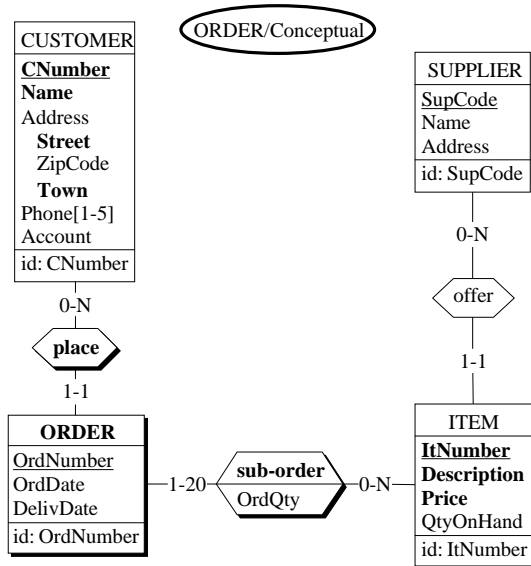 ORDER/Conceptual
CUSTOMER
CNumber
Name
Address
Street
ZipCode
Town
Phone[1-5]
Account
id: CNumber
0-N
place
1-1
ORDER
OrdNumber
OrdDate
DelivDate
id: OrdNumber
1-20
sub-order
OrdQty
0-N
SUPPLIER
SupCode
Name
Address
id: SupCode
0-N
offer
1-1
ITEM
ItNumber
Description
Price
QtyOnHand
id: ItNumber